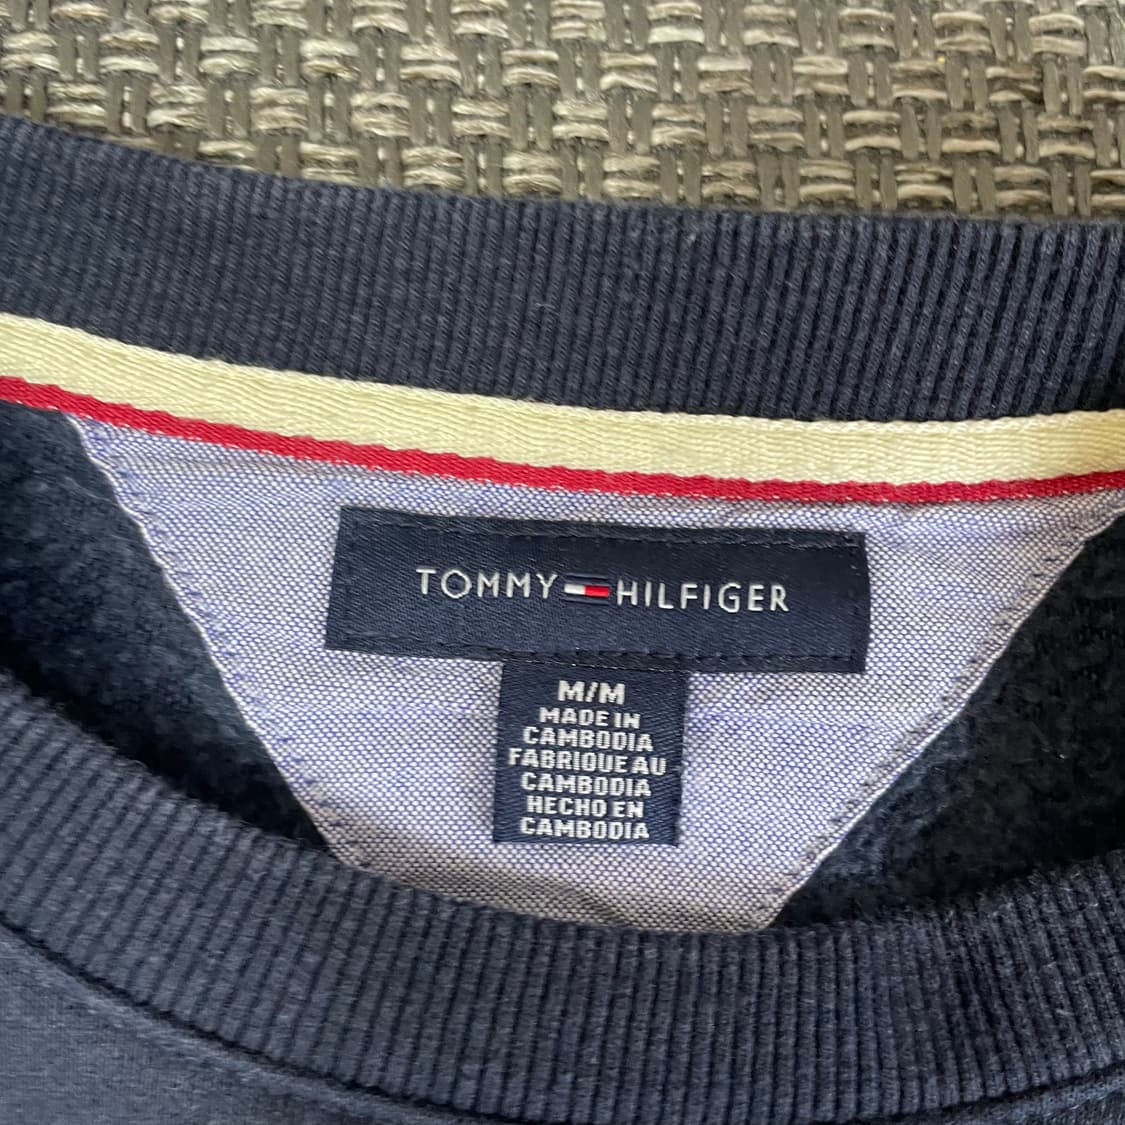 TOMMY HILFIGER
M/M
MADE IN
CAMBODIA
FABRIQUE AU
CAMBODIA
HECHO EN
CAMBODIA